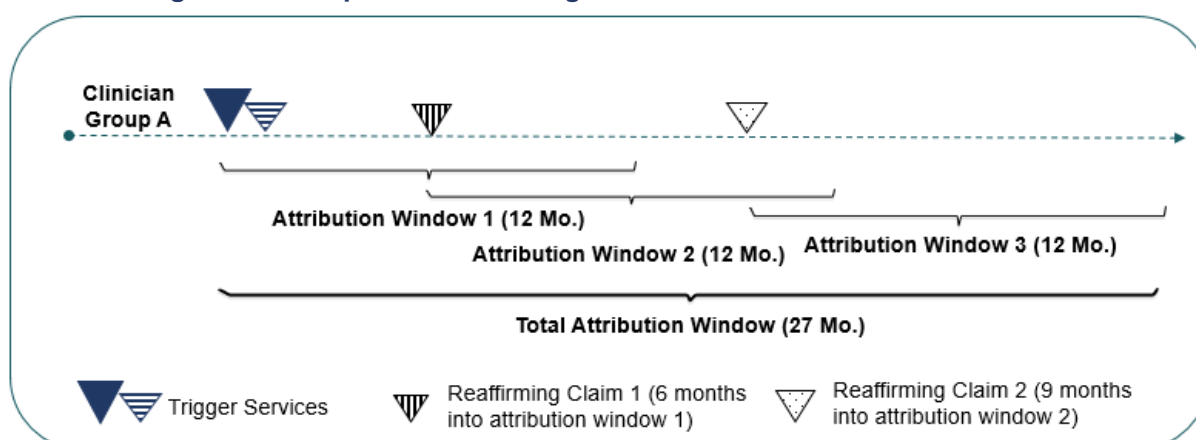 Clinician
Group A
Attribution Window 1 (12 Mo.)
Attribution Window 2 (12 Mo.)
Attribution Window 3 (12 Mo.)
Total Attribution Window (27 Mo.)
Trigger Services
Reaffirming Claim 1 (6 months
into attribution window 1)
Reaffirming Claim 2 (9 months
into attribution window 2)